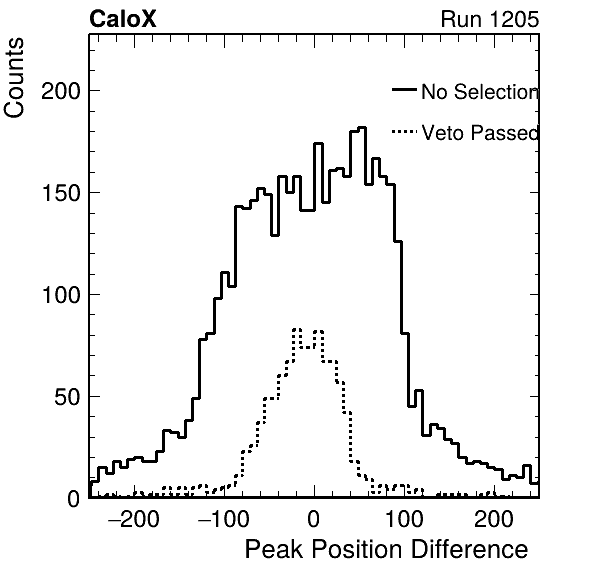 CaloX Run 1205
Counts
200
150
100
50
0
No Selection
Veto Passed
−200 −100 0 100 200
Peak Position Difference